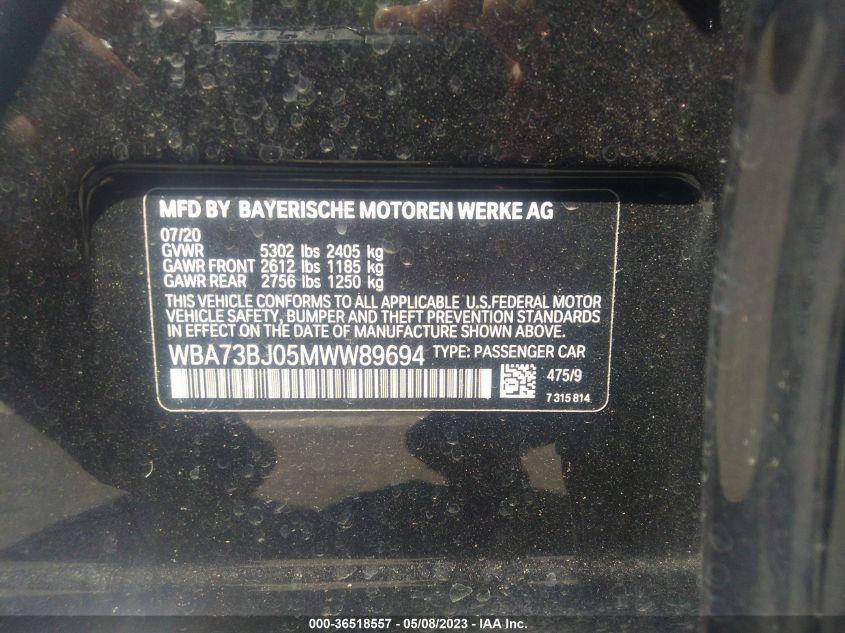 MFD BY BAYERISCHE MOTOREN WERKE AG
07/20
GVWR 5302 lbs 2405 kg
GAWR FRONT 2612 lbs 1185 kg
GAWR REAR 2756 lbs 1250 kg
THIS VEHICLE CONFORMS TO ALL APPLICABLE U.S.FEDERAL MOTOR
VEHICLE SAFETY, BUMPER AND THEFT PREVENTION STANDARDS
IN EFFECT ON THE DATE OF MANUFACTURE SHOWN ABOVE.
WBA73BJ05MWW89694 TYPE: PASSENGER CAR
475/9
7 315 814
000-36518557 - 05/08/2023 - IAA Inc.